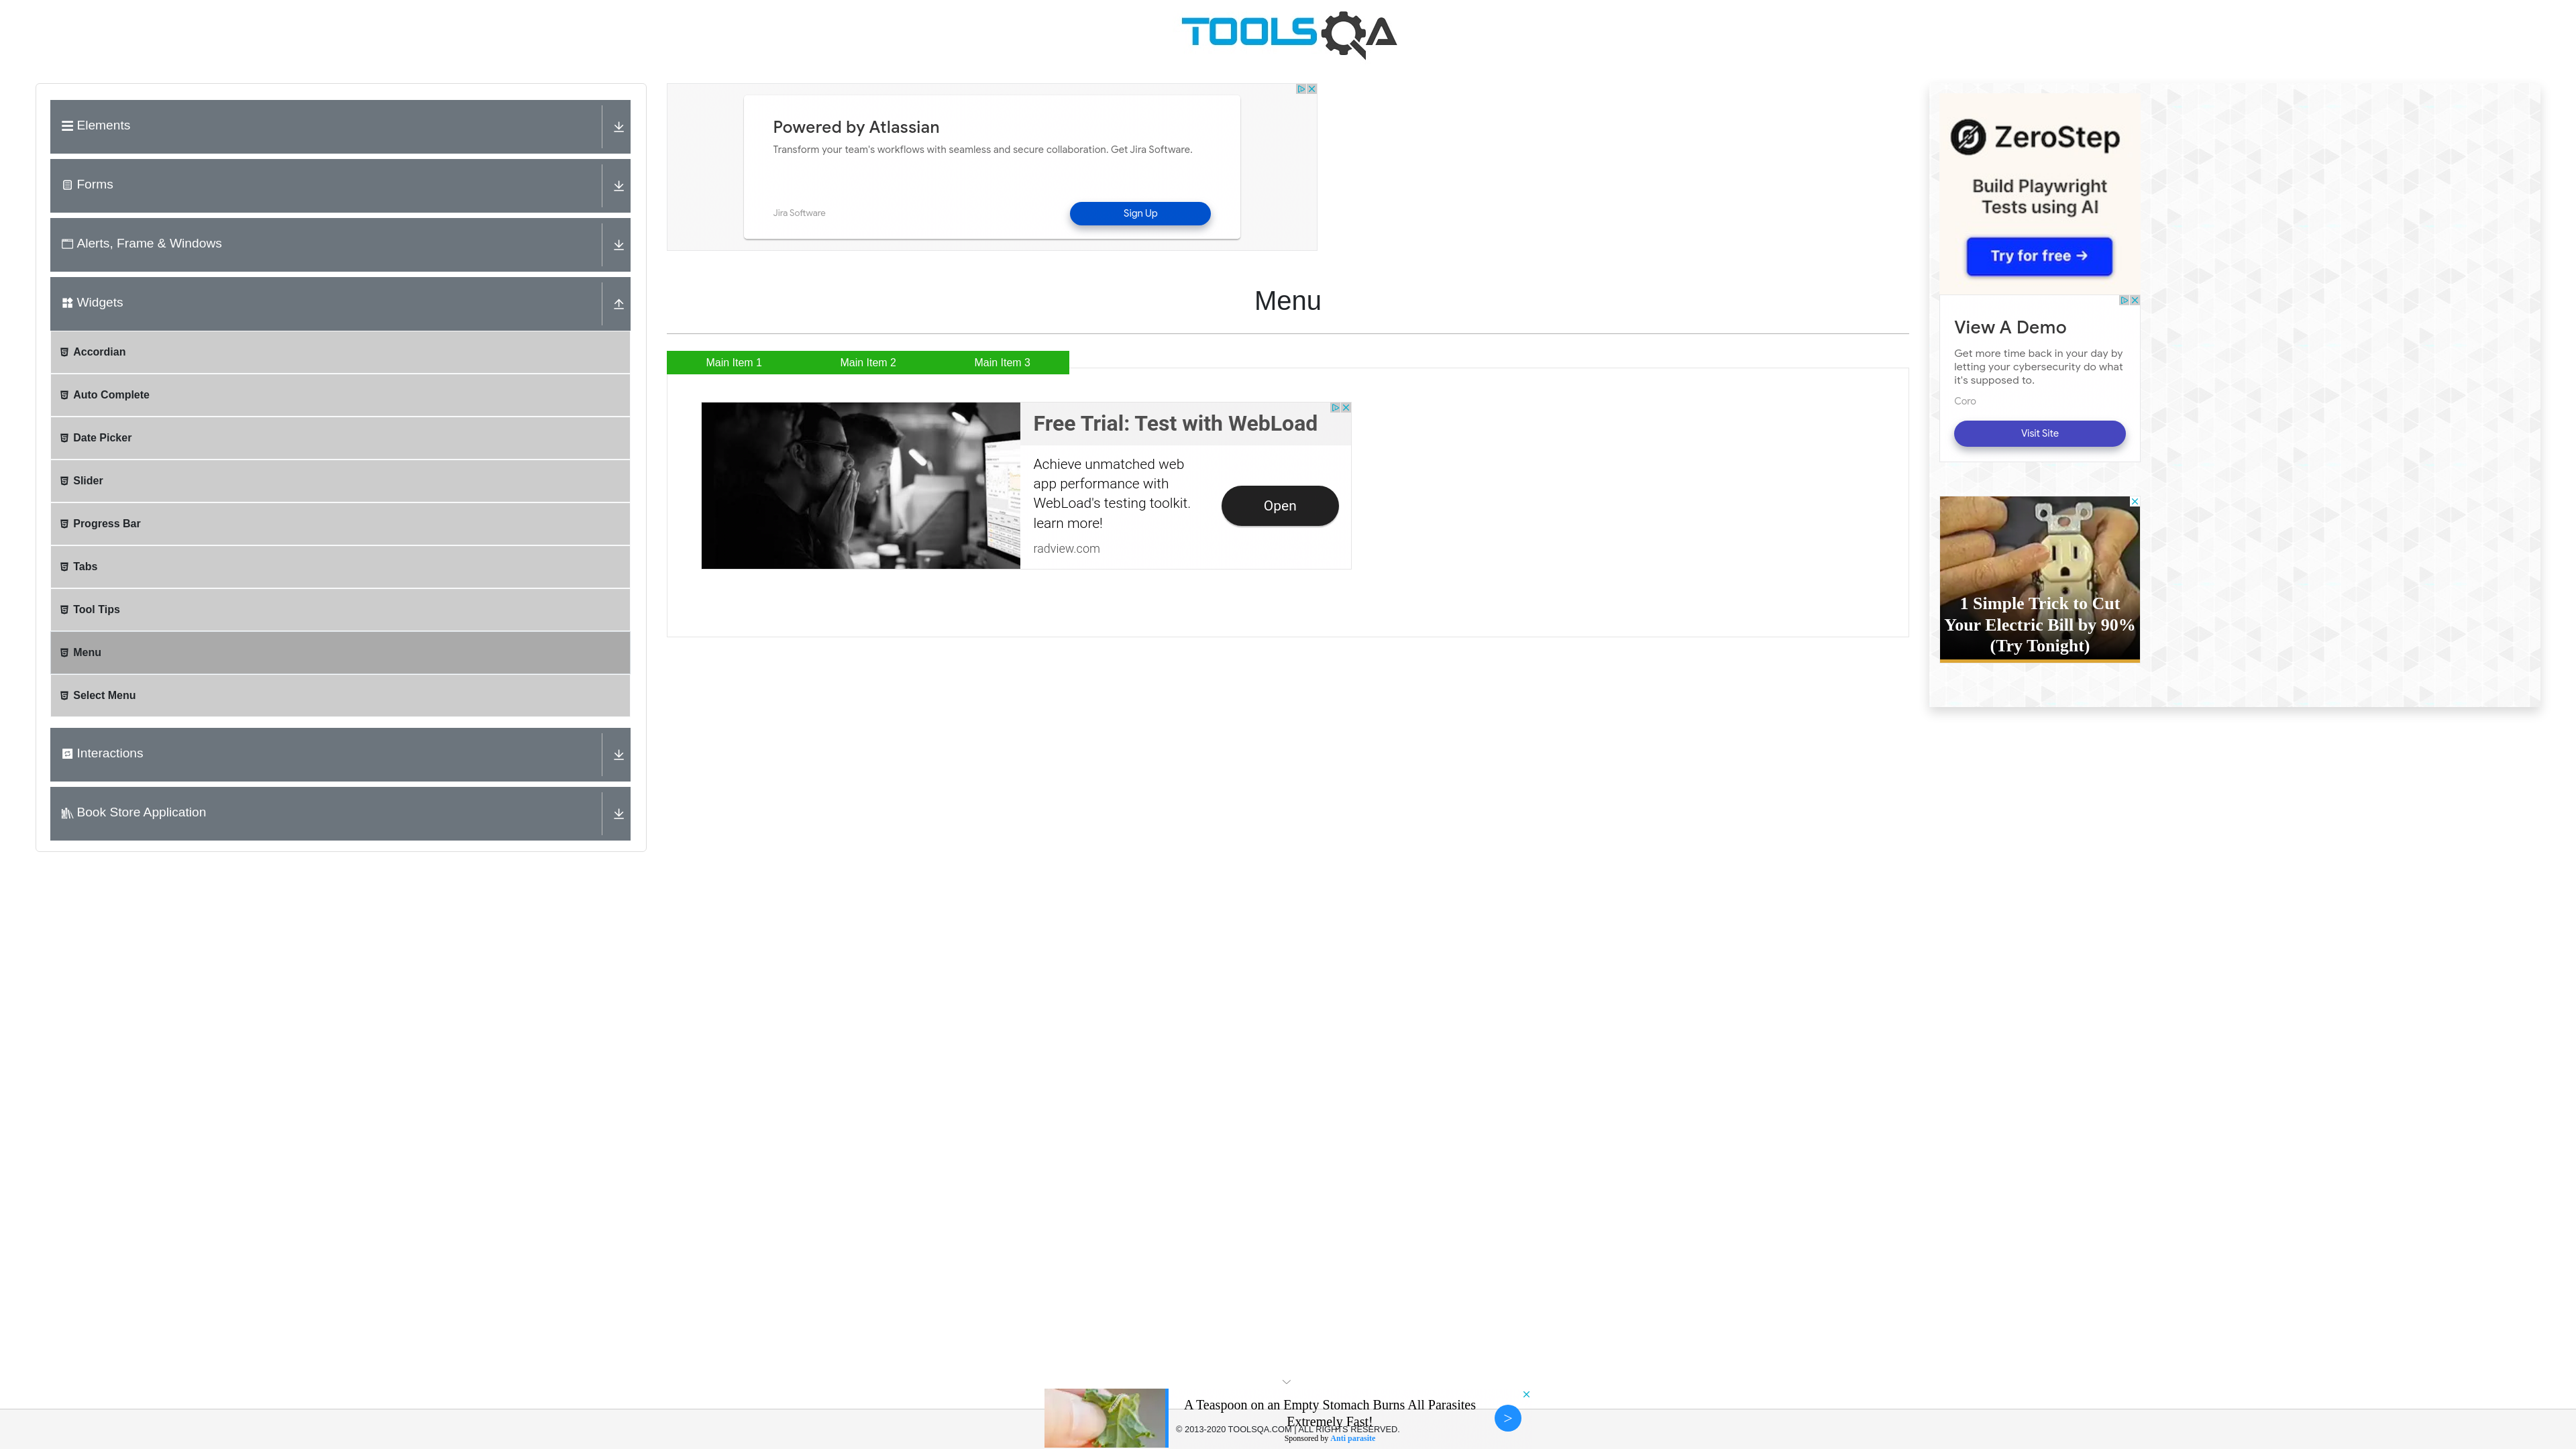 TOOLSQA
Elements
Forms
Alerts, Frame & Windows
Widgets
Accordian
Auto Complete
Date Picker
Slider
Progress Bar
Tabs
Tool Tips
Menu
Select Menu
Interactions
Book Store Application
Powered by Atlassian
Transform your team's workflows with seamless and secure collaboration. Get Jira Software.
Jira Software
Sign Up
Menu
Main Item 1
Main Item 2
Main Item 3
Free Trial: Test with WebLoad
Achieve unmatched web
app performance with
WebLoad's testing toolkit.
learn more!
radview.com
Open
ZeroStep
Build Playwright
Tests using AI
Try for free →
View A Demo
Get more time back in your day by
letting your cybersecurity do what
it's supposed to.
Coro
Visit Site
1 Simple Trick to Cut
Your Electric Bill by 90%
(Try Tonight)
A Teaspoon on an Empty Stomach Burns All Parasites
Extremely Fast!
© 2013-2020 TOOLSQA.COM | ALL RIGHTS RESERVED.
Sponsored by Anti parasite